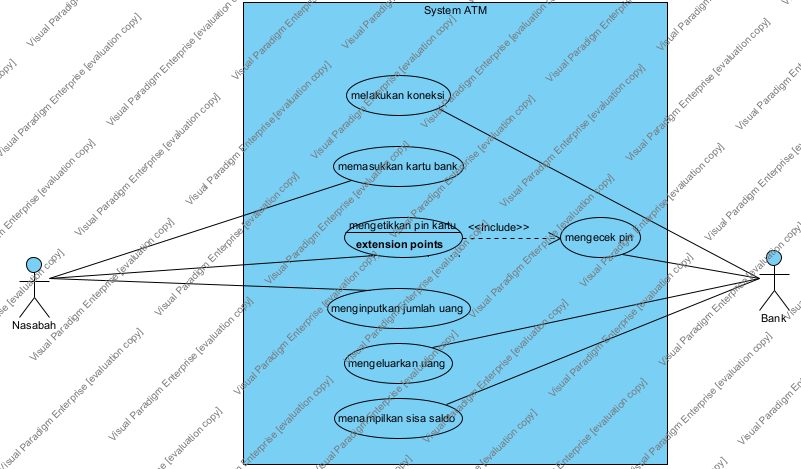 System ATM
melakukan koneksi
memasukkan kartu bank
mengetikkan pin kartu
extension points
<<Include>>
mengecek pin
menginputkan jumlah uang
mengeluarkan uang
menampilkan sisa saldo
Nasabah
Bank
Visual Paradigm Enterprise [evaluation copy]